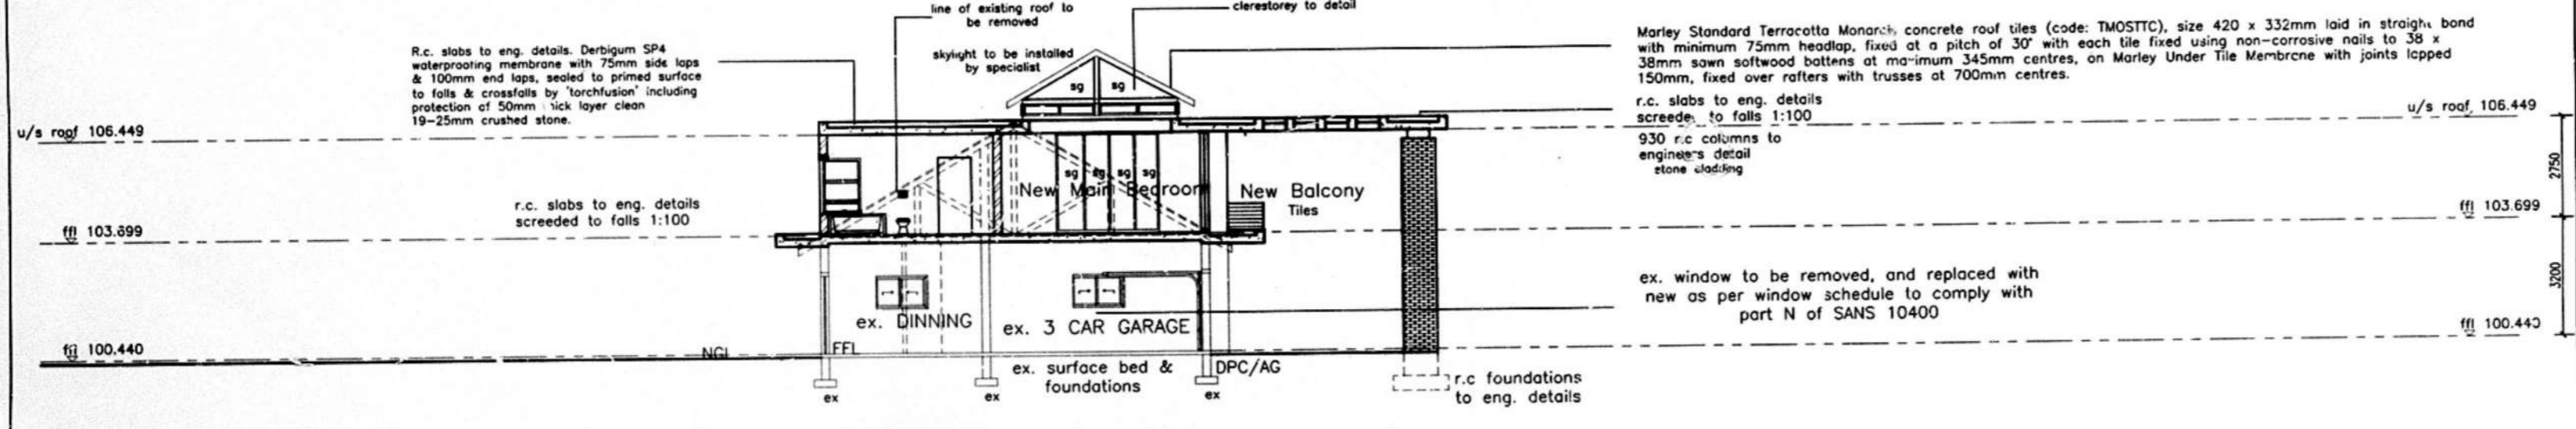 line of existing roof to
be removed
clerestorey to detail
skylight to be installed
by specialist
R.c. slabs to eng. details. Derbigum SP4
waterproofing membrane with 75mm side laps
& 100mm end laps, sealed to primed surface
to falls & crossfalls by 'torchfusion' including
protection of 50mm layer clean
19-25mm crushed stone.
Marley Standard Terracotta Monarch concrete roof tiles (code: TMOSTTC), size 420 x 332mm laid in straight bond
with minimum 75mm headlap, fixed at a pitch of 30° with each tile fixed using non-corrosive nails to 38 x
38mm sawn softwood battens at maximum 345mm centres, on Marley Under Tile Membrane with joints lapped
150mm, fixed over rafters with trusses at 700mm centres.
r.c. slabs to eng. details
screeded to falls 1:100
930 r.c columns to
engineers detail
stone cladding
u/s roof 106.449
u/s roof 106.449
sg sg
sg sg sg sg
New Main Bedroom
New Balcony
Tiles
r.c. slabs to eng. details
screeded to falls 1:100
ffl 103.699
ffl 103.699
2750
3200
ex. window to be removed, and replaced with
new as per window schedule to comply with
part N of SANS 10400
ex. DINNING
ex. 3 CAR GARAGE
ffl 100.440
ffl 100.440
NGL
FFL
ex. surface bed &
foundations
DPC/AG
r.c foundations
to eng. details
ex
ex
ex